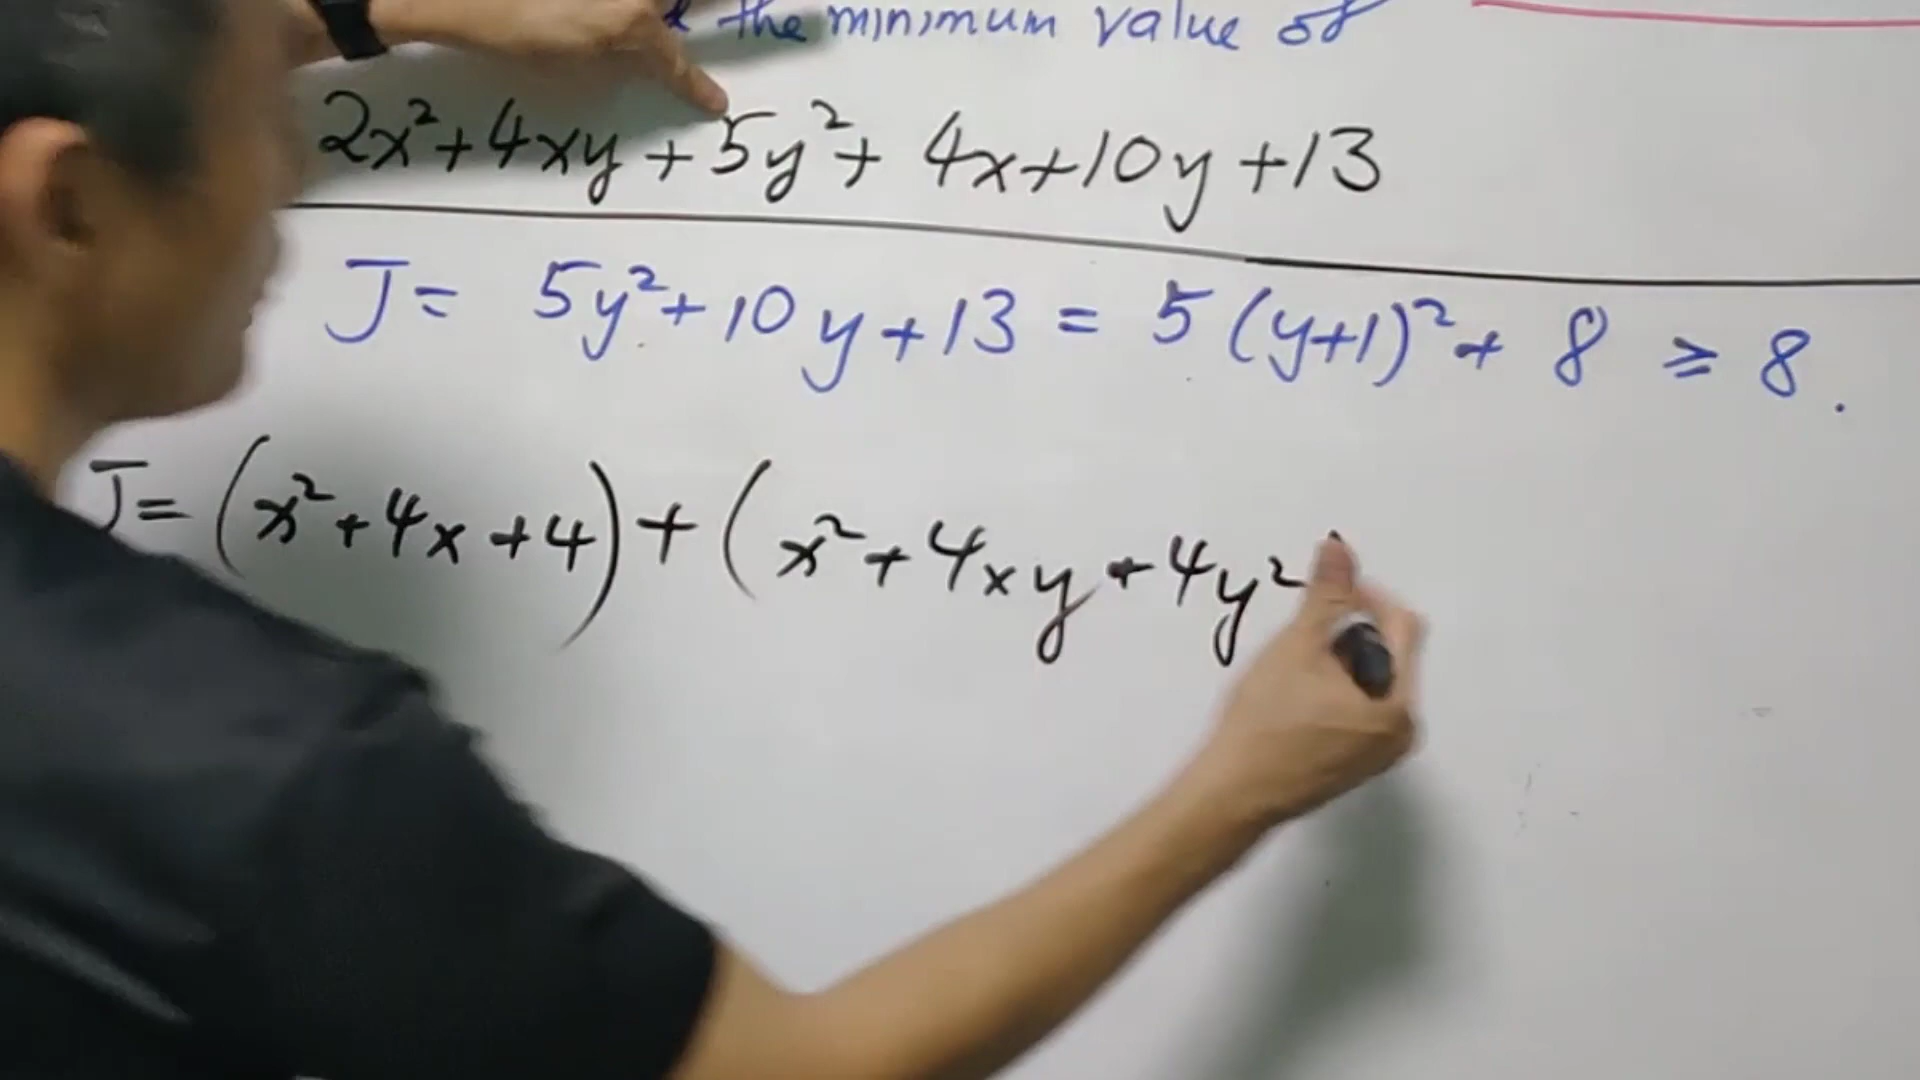 the minimum value of
2x²+4xy+5y²+ 4x+10y+13
J= 5y²+10y+13 = 5(y+1)²+ 8 ≥ 8.
J=(x²+4x+4)+(x²+4xy+4y²